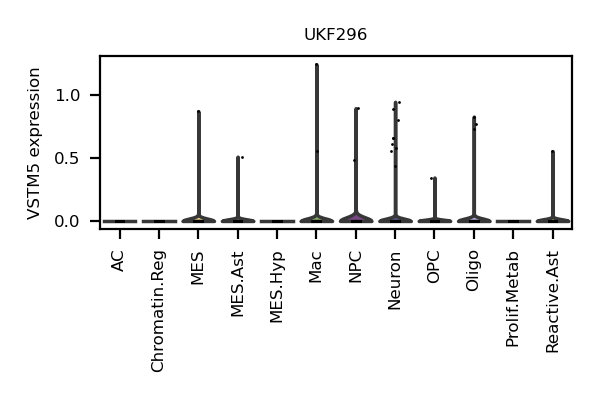 UKF296
VSTM5 expression
1.0
0.5
0.0
AC
Chromatin.Reg
MES
MES.Ast
MES.Hyp
Mac
NPC
Neuron
OPC
Oligo
Prolif.Metab
Reactive.Ast